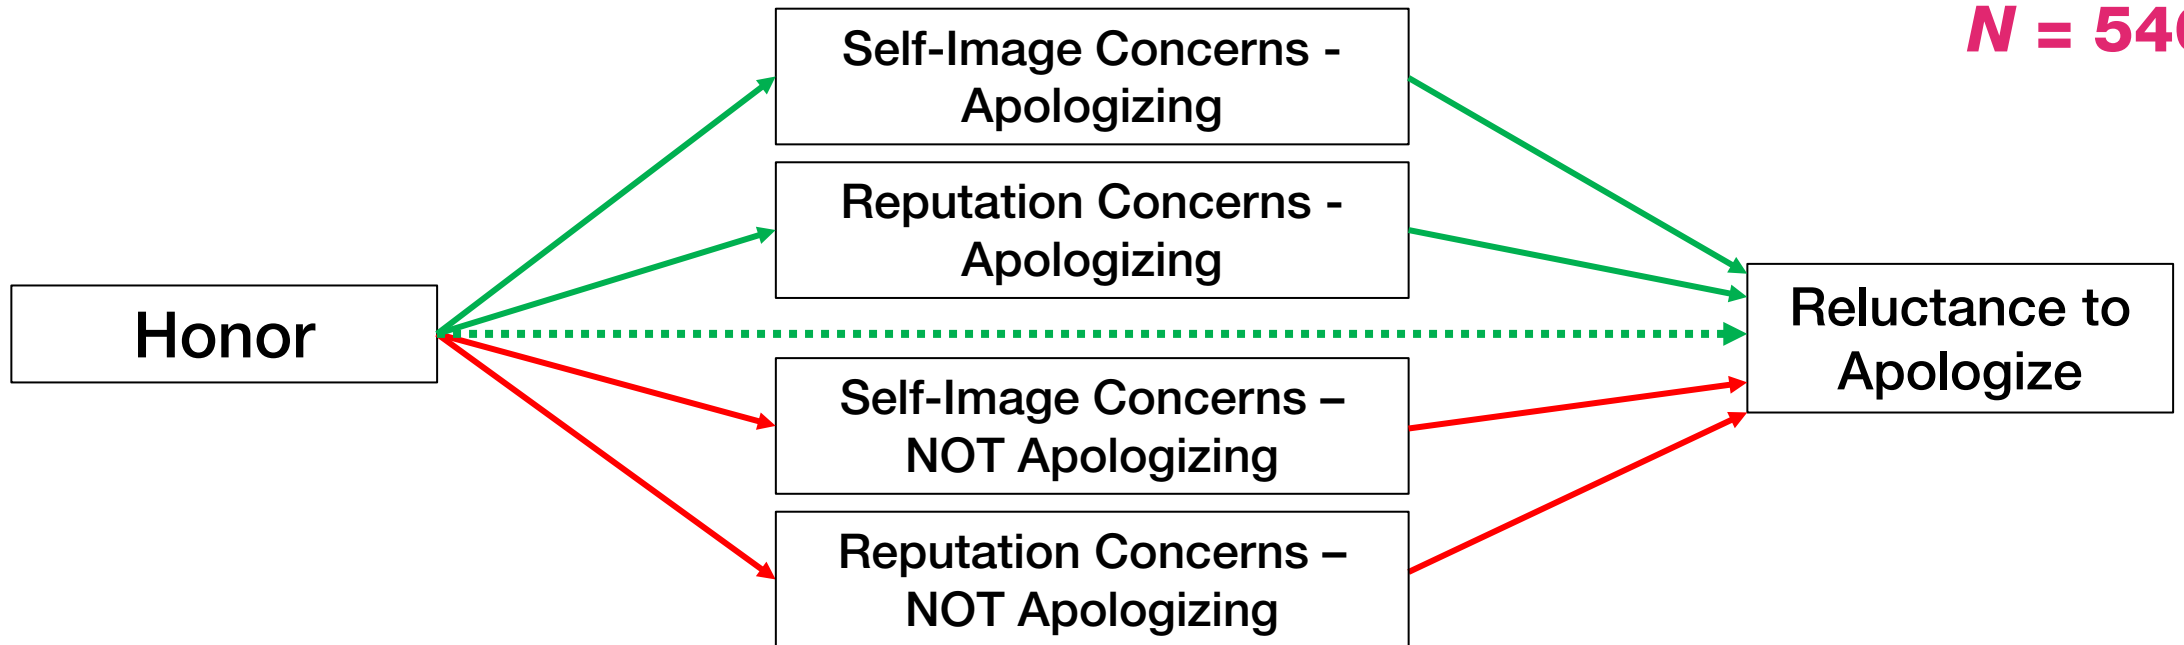 N = 540
Self-Image Concerns -
Apologizing
Reputation Concerns -
Apologizing
Honor
Reluctance to
Apologize
Self-Image Concerns –
NOT Apologizing
Reputation Concerns –
NOT Apologizing